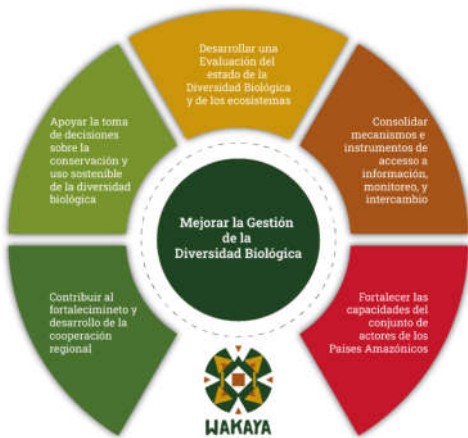 Desarrollar una
Evaluación del
estado de la
Diversidad Biológica
y de los ecosistemas
Apoyar la toma
de decisiones
sobre la
conservación y
uso sostenible
de la diversidad
biológica
Consolidar
mecanismos e
instrumentos de
accesso a
información,
monitoreo, y
intercambio
Mejorar la Gestión
de la
Diversidad Biológica
Contribuir al
fortalecimineto y
desarrollo de la
cooperación
regional
Fortalecer las
capacidades del
conjunto de
actores de los
Países Amazónicos
WAKAYA